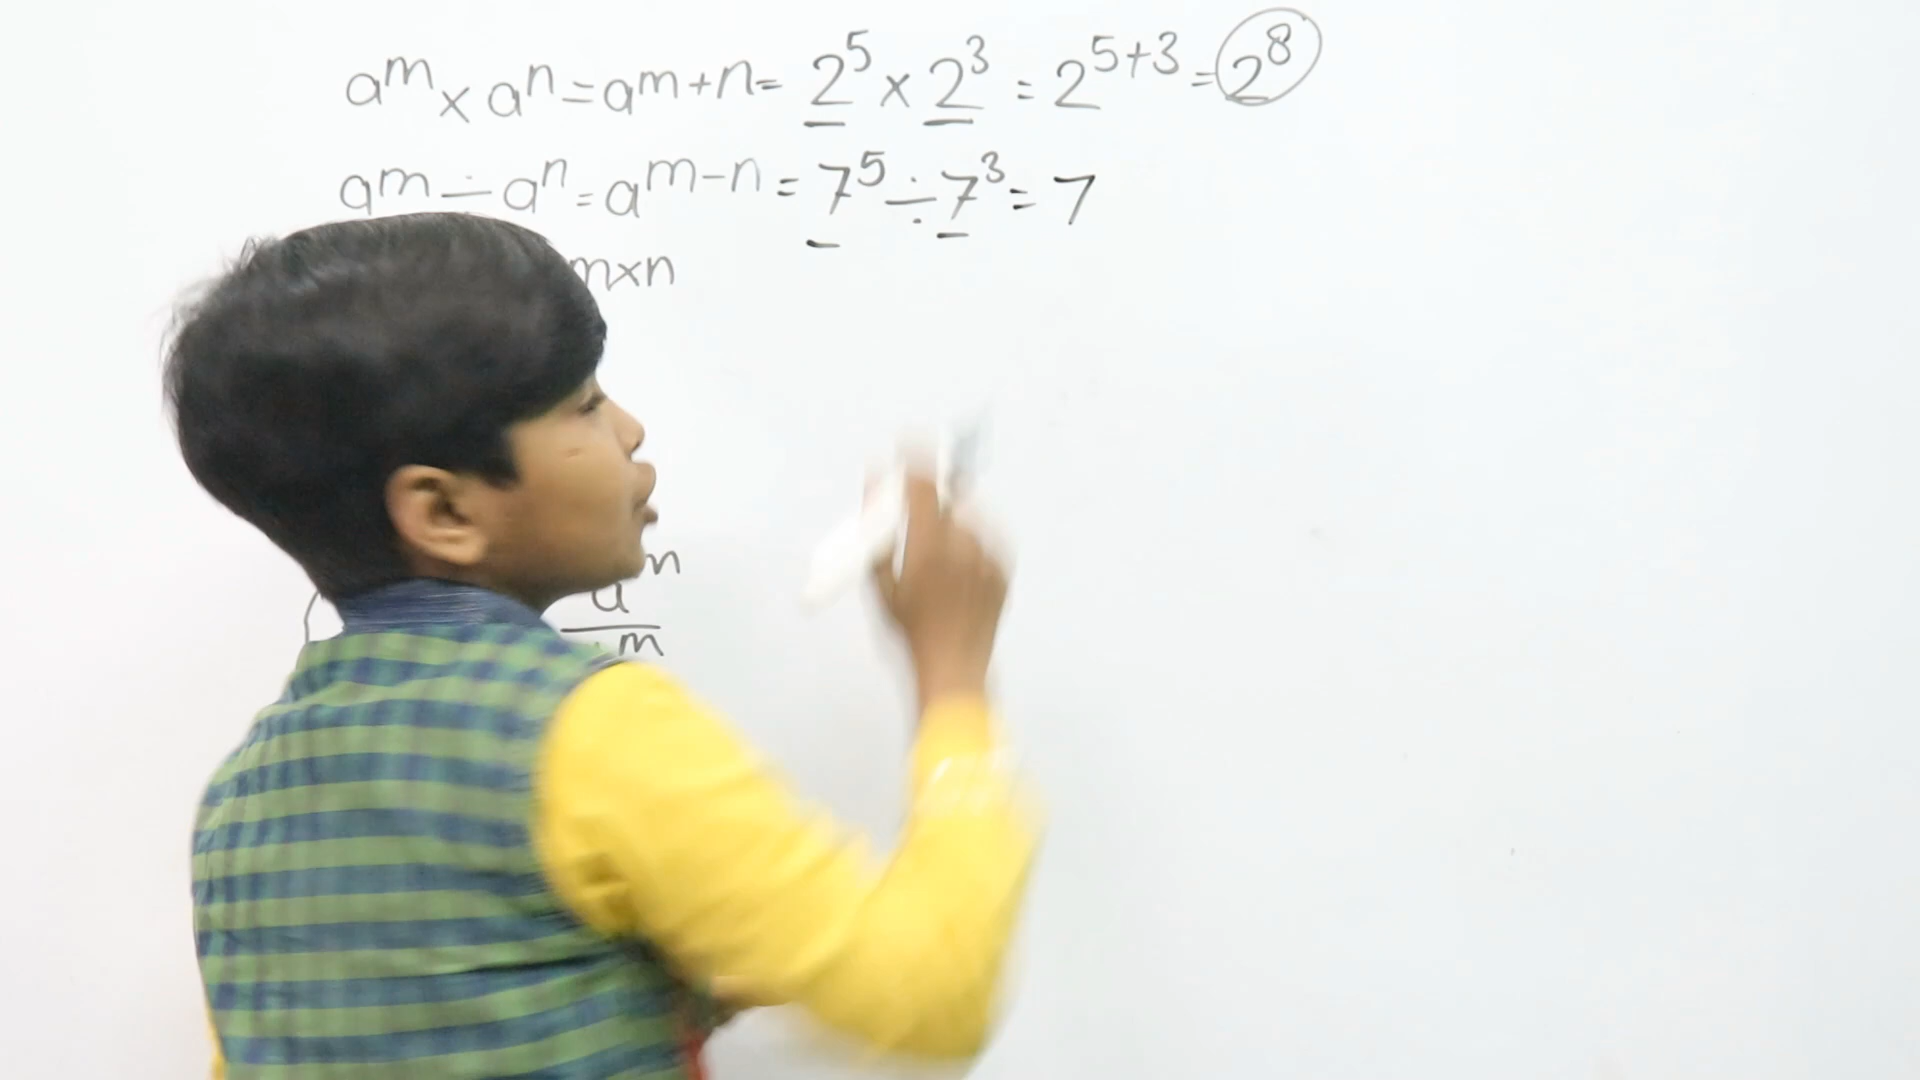 aᵐ × aⁿ = aᵐ⁺ⁿ = 2⁵ × 2³ = 2⁵⁺³ = 2⁸
aᵐ ÷ aⁿ = aᵐ⁻ⁿ = 7⁵ ÷ 7³ = 7
m×n
n
a
m